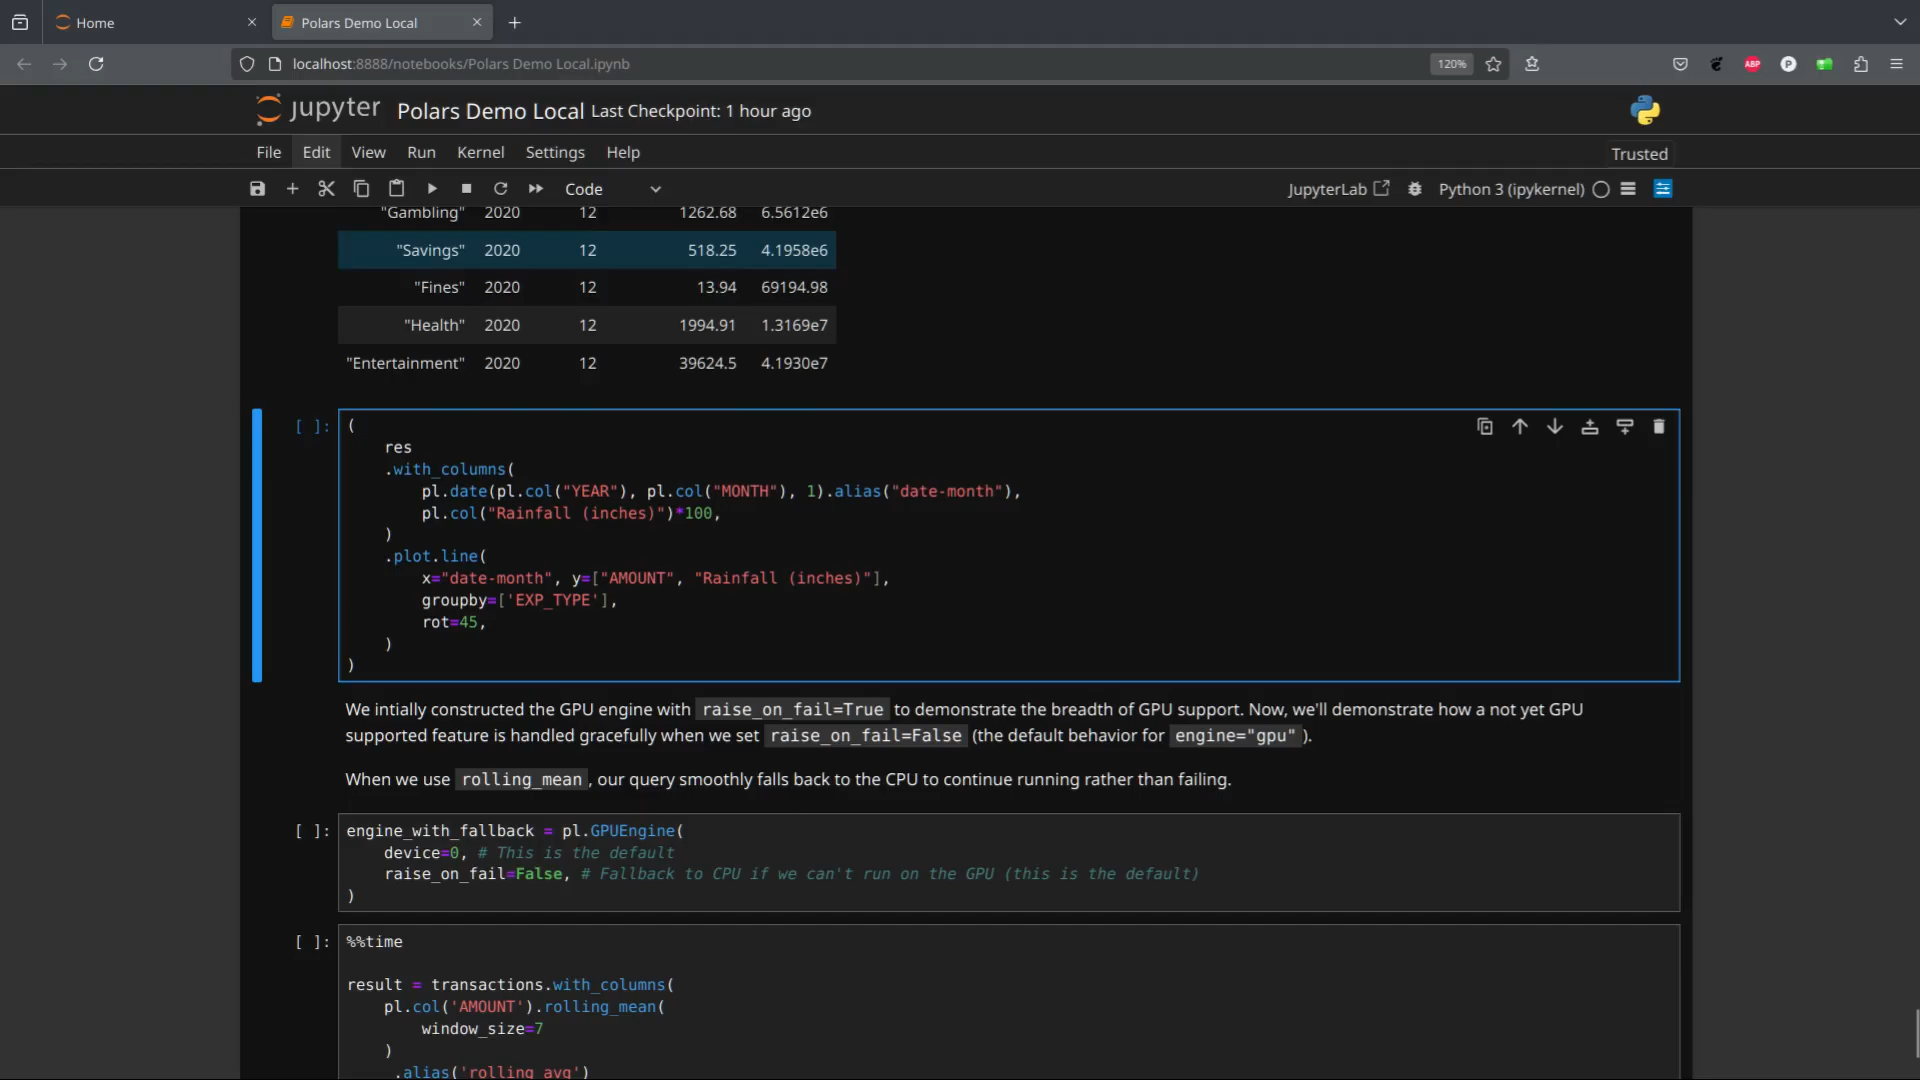 Home
Polars Demo Local
localhost:8888/notebooks/Polars Demo Local.ipynb
120%
ABP
P
jupyter Polars Demo Local Last Checkpoint: 1 hour ago
File Edit View Run Kernel Settings Help
Trusted
Code
JupyterLab
Python 3 (ipykernel)
"Gambling" 2020 12 1262.68 6.5612e6
"Savings" 2020 12 518.25 4.1958e6
"Fines" 2020 12 13.94 69194.98
"Health" 2020 12 1994.91 1.3169e7
"Entertainment" 2020 12 39624.5 4.1930e7
[ ]: (
res
.with_columns(
pl.date(pl.col("YEAR"), pl.col("MONTH"), 1).alias("date-month"),
pl.col("Rainfall (inches)")*100,
)
.plot.line(
x="date-month", y=["AMOUNT", "Rainfall (inches)"],
groupby=['EXP_TYPE'],
rot=45,
)
)
We intially constructed the GPU engine with raise_on_fail=True to demonstrate the breadth of GPU support. Now, we'll demonstrate how a not yet GPU
supported feature is handled gracefully when we set raise_on_fail=False (the default behavior for engine="gpu" ).
When we use rolling_mean , our query smoothly falls back to the CPU to continue running rather than failing.
[ ]: engine_with_fallback = pl.GPUEngine(
device=0, # This is the default
raise_on_fail=False, # Fallback to CPU if we can't run on the GPU (this is the default)
)
[ ]: %%time
result = transactions.with_columns(
pl.col('AMOUNT').rolling_mean(
window_size=7
)
.alias('rolling_avg')